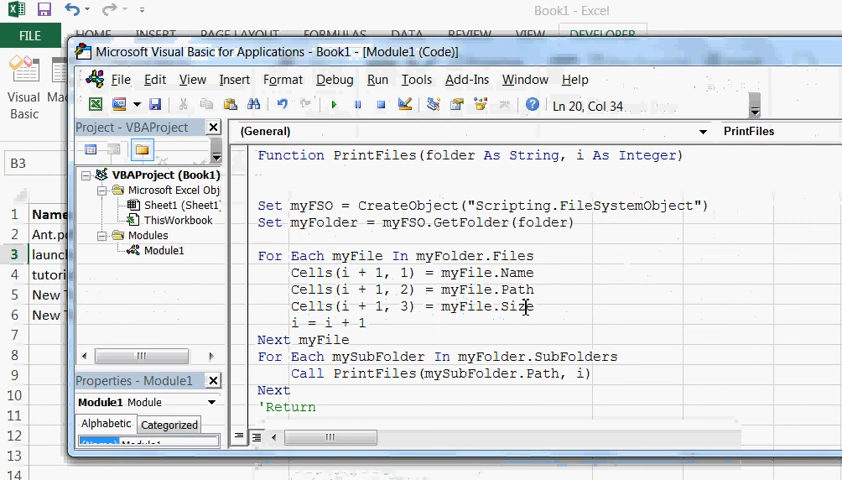 Book1 - Excel
FILE HOME INSERT PAGE LAYOUT FORMULAS DATA REVIEW VIEW DEVELOPER
Visual
Basic
B3
Microsoft Visual Basic for Applications - Book1 - [Module1 (Code)]
File Edit View Insert Format Debug Run Tools Add-Ins Window Help
Ln 20, Col 34
Project - VBAProject
VBAProject (Book1)
Microsoft Excel Obj
Sheet1 (Sheet1
ThisWorkbook
Modules
Module1
Properties - Module1
Module1 Module
Alphabetic Categorized
(Name) Module1
(General) PrintFiles
Function PrintFiles(folder As String, i As Integer)
Set myFSO = CreateObject("Scripting.FileSystemObject")
Set myFolder = myFSO.GetFolder(folder)
For Each myFile In myFolder.Files
Cells(i + 1, 1) = myFile.Name
Cells(i + 1, 2) = myFile.Path
Cells(i + 1, 3) = myFile.Size
i = i + 1
Next myFile
For Each mySubFolder In myFolder.SubFolders
Call PrintFiles(mySubFolder.Path, i)
Next
'Return
1 Name
2 Ant.p
3 launc
4 tutori
5 New T
6 New T
7
8
9
10
11
12
13
14